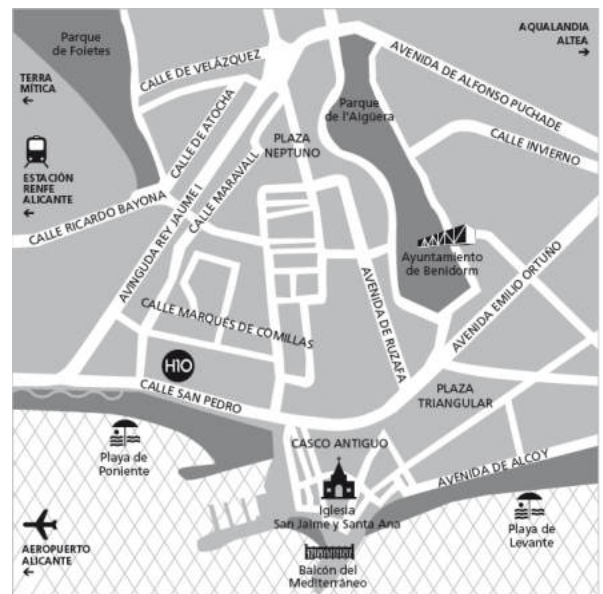 Parque
de Foietes
AQUALANDIA
ALTEA
→
CALLE DE VELÁZQUEZ
AVENIDA DE ALFONSO PUCHADE
TERRA
MÍTICA
←
CALLE DE ATOCHA
Parque
de l'Aigüera
PLAZA
NEPTUNO
CALLE INVIERNO
ESTACIÓN
RENFE
ALICANTE
←
CALLE MARAVALL
CALLE RICARDO BAYONA
AVINGUDA REY JAUME I
Ayuntamiento
de Benidorm
AVENIDA EMILIO ORTUÑO
AVENIDA DE RUZAFA
CALLE MARQUÉS DE COMILLAS
H10
CALLE SAN PEDRO
PLAZA
TRIANGULAR
CASCO ANTIGUO
Playa de
Poniente
AVENIDA DE ALCOY
Iglesia
San Jaime y Santa Ana
Playa de
Levante
AEROPUERTO
ALICANTE
←
Balcón del
Mediterráneo